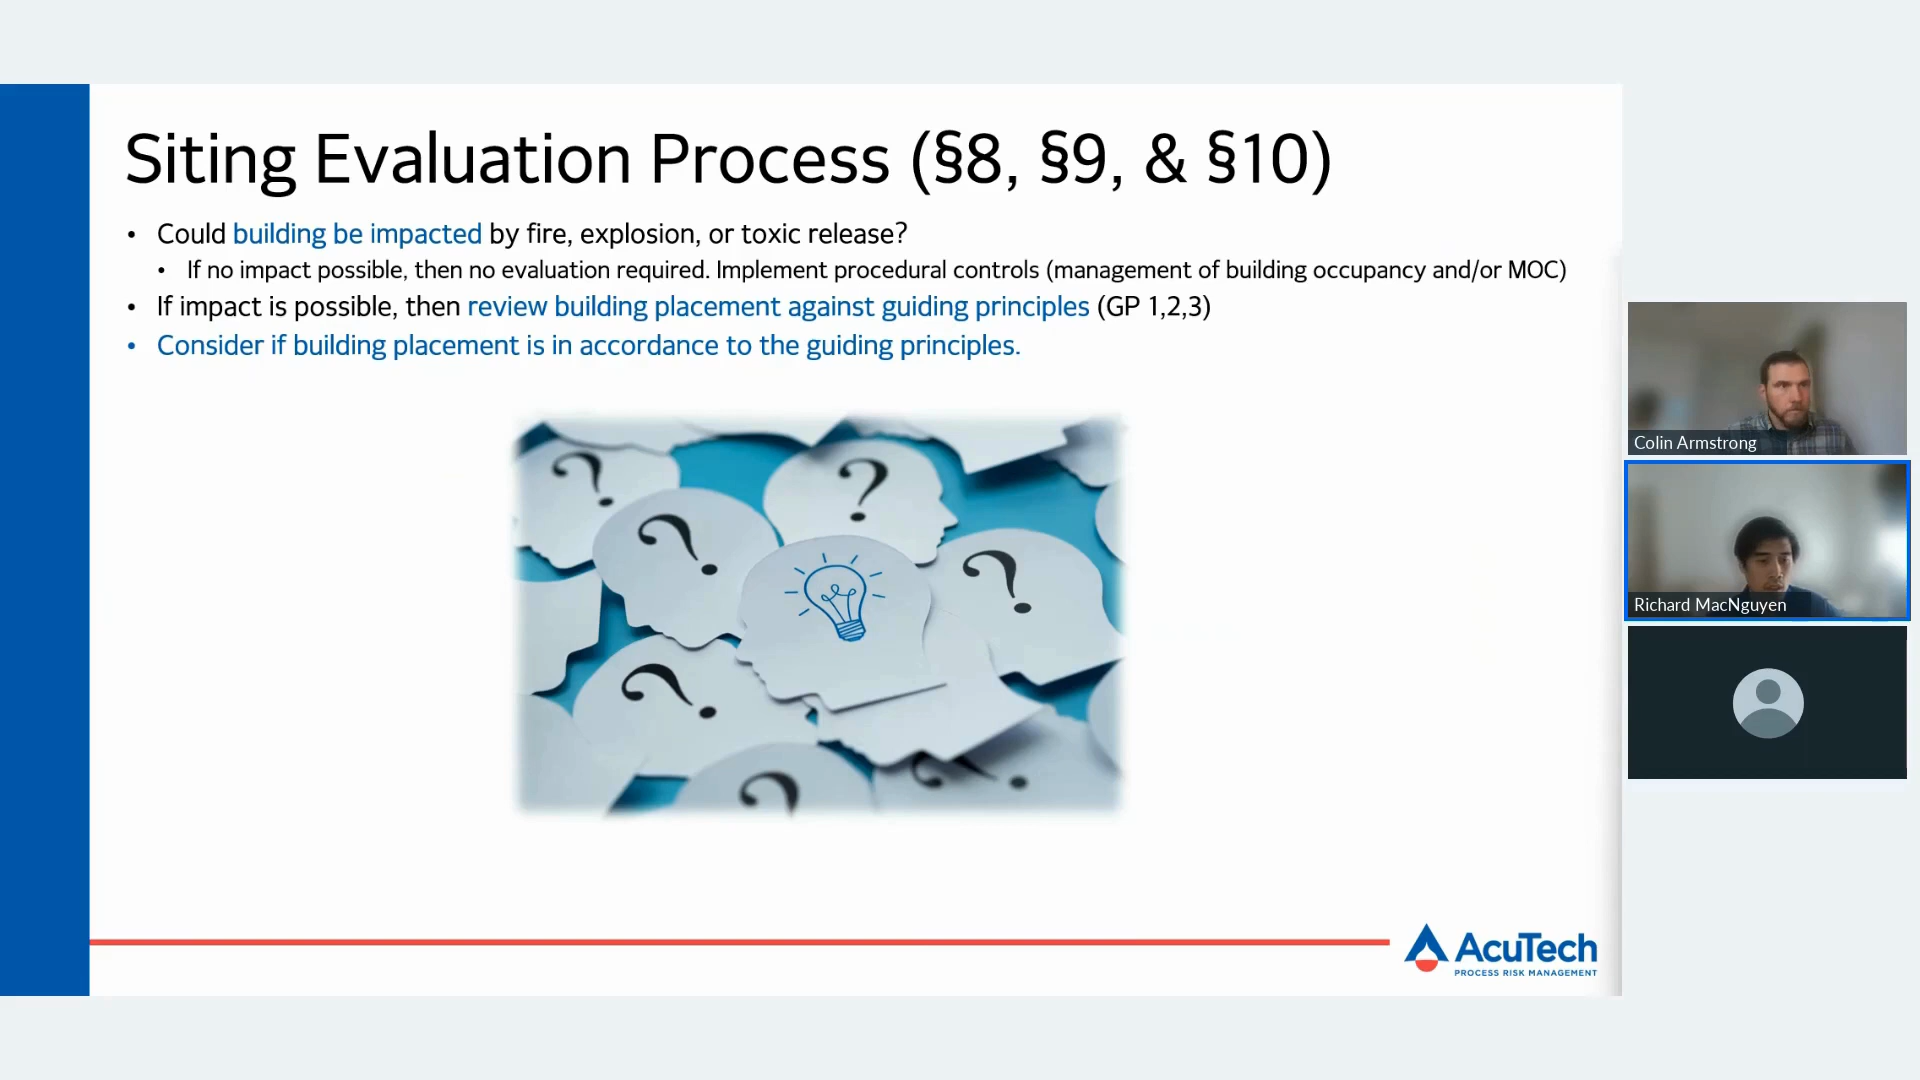 Siting Evaluation Process (§8, §9, & §10)
• Could building be impacted by fire, explosion, or toxic release?
• If no impact possible, then no evaluation required. Implement procedural controls (management of building occupancy and/or MOC)
• If impact is possible, then review building placement against guiding principles (GP 1,2,3)
• Consider if building placement is in accordance to the guiding principles.
?
?
?
?
?
?
?
AcuTech
PROCESS RISK MANAGEMENT
Colin Armstrong
Richard MacNguyen